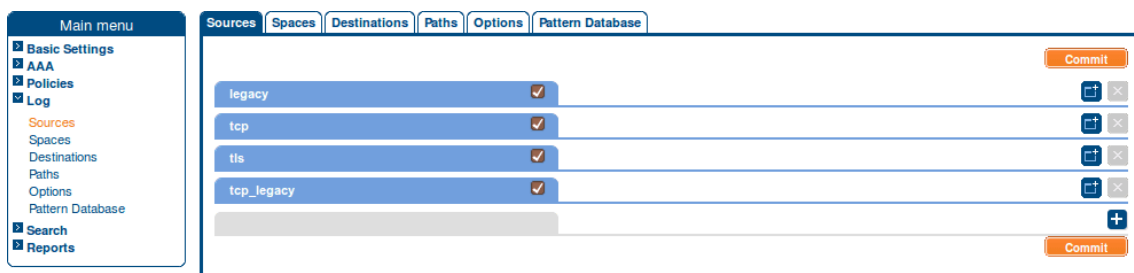 Main menu
Basic Settings
AAA
Policies
Log
Sources
Spaces
Destinations
Paths
Options
Pattern Database
Search
Reports
Sources Spaces Destinations Paths Options Pattern Database
Commit
legacy
tcp
tls
tcp_legacy
Commit